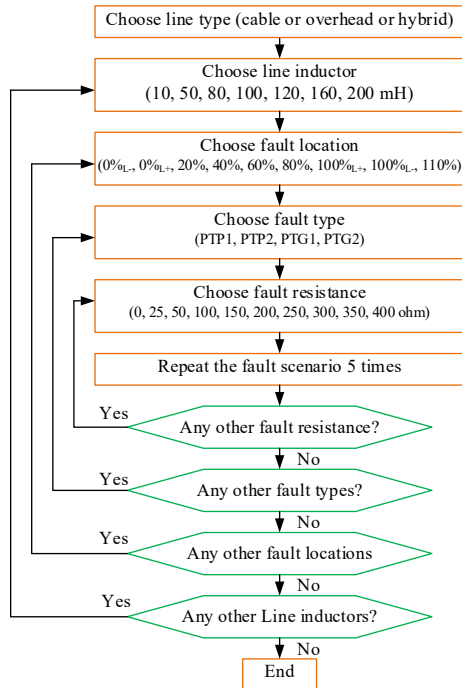 Choose line type (cable or overhead or hybrid)
Choose line inductor
(10, 50, 80, 100, 120, 160, 200 mH)
Choose fault location
(0%L-, 0%L+, 20%, 40%, 60%, 80%, 100%L+, 100%L-, 110%)
Choose fault type
(PTP1, PTP2, PTG1, PTG2)
Choose fault resistance
(0, 25, 50, 100, 150, 200, 250, 300, 350, 400 ohm)
Repeat the fault scenario 5 times
Yes
Any other fault resistance?
No
Yes
Any other fault types?
No
Yes
Any other fault locations
No
Yes
Any other Line inductors?
No
End